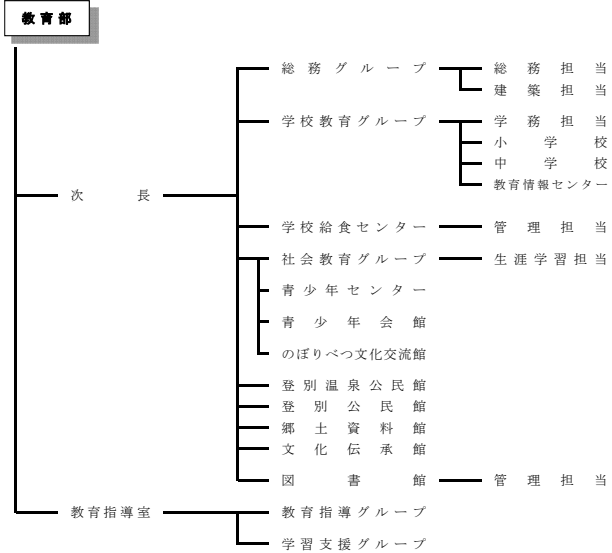 教育部
総務グループ 総務担当
建築担当
学校教育グループ 学務担当
小学校
中学校
教育情報センター
次長
学校給食センター 管理担当
社会教育グループ 生涯学習担当
青少年センター
青少年会館
のぼりべつ文化交流館
登別温泉公民館
登別公民館
郷土資料館
文化伝承館
図書館 管理担当
教育指導室 教育指導グループ
学習支援グループ